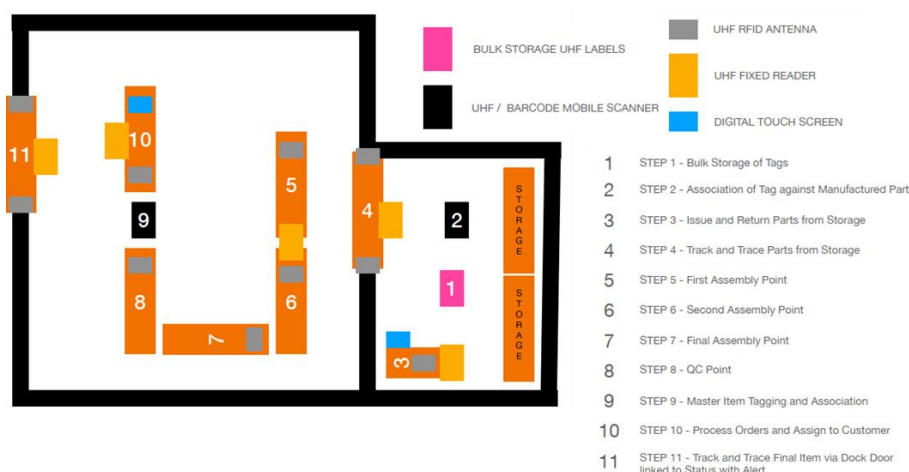 BULK STORAGE UHF LABELS
UHF / BARCODE MOBILE SCANNER
UHF RFID ANTENNA
UHF FIXED READER
DIGITAL TOUCH SCREEN
11
10
9
8
7
5
6
4
2
1
3
STORAGE
STORAGE
1 STEP 1 - Bulk Storage of Tags
2 STEP 2 - Association of Tag against Manufactured Part
3 STEP 3 - Issue and Return Parts from Storage
4 STEP 4 - Track and Trace Parts from Storage
5 STEP 5 - First Assembly Point
6 STEP 6 - Second Assembly Point
7 STEP 7 - Final Assembly Point
8 STEP 8 - QC Point
9 STEP 9 - Master Item Tagging and Association
10 STEP 10 - Process Orders and Assign to Customer
11 STEP 11 - Track and Trace Final Item via Dock Door
linked to Status with Alert